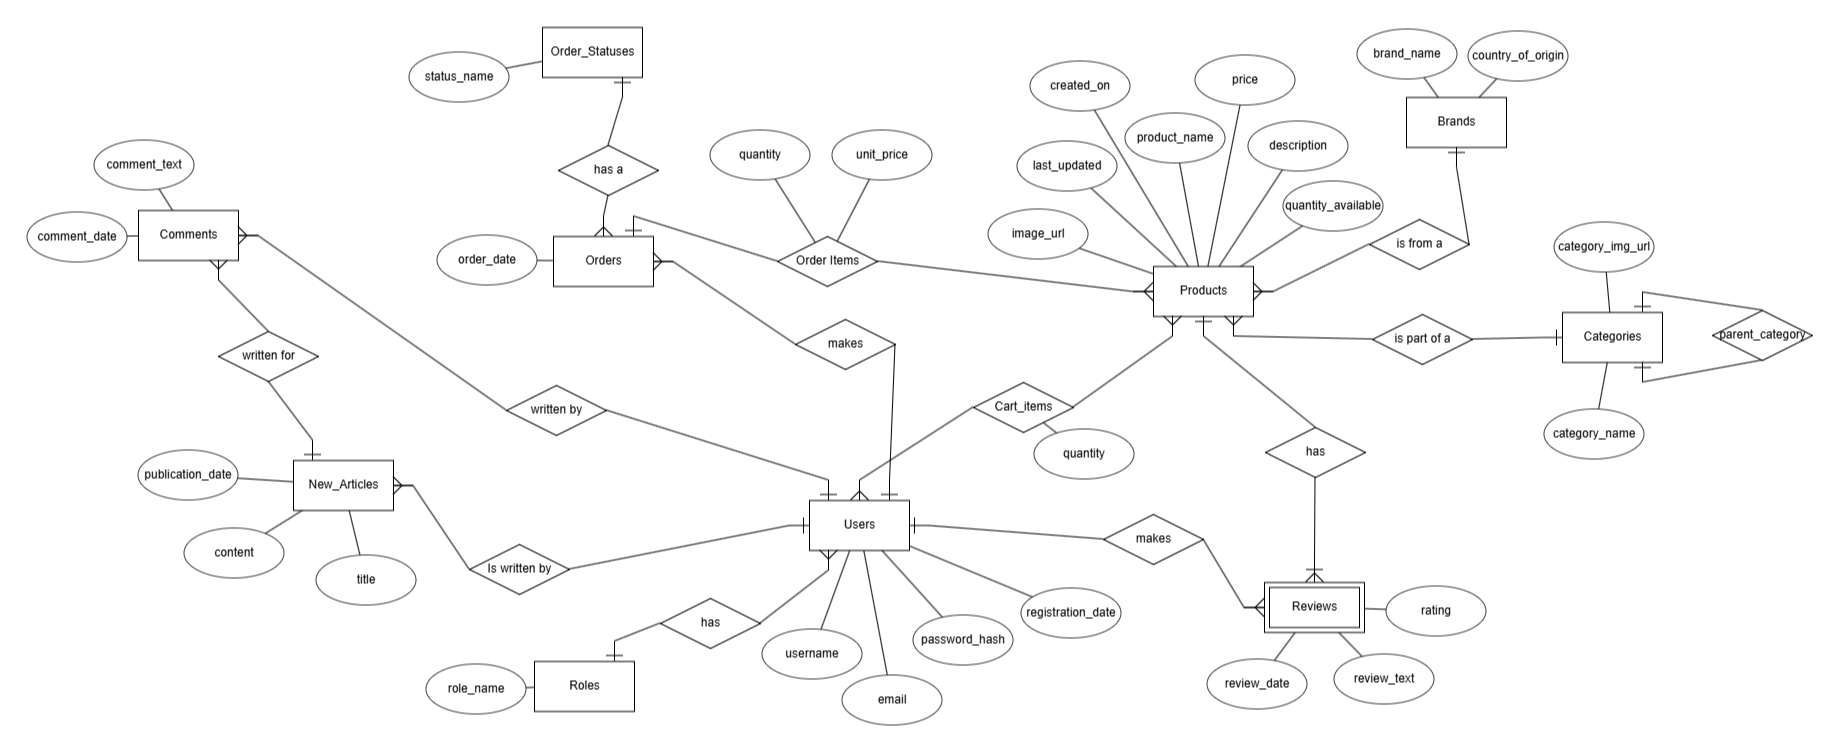 Order_Statuses
status_name
brand_name
country_of_origin
created_on
price
Brands
comment_text
has a
quantity
unit_price
product_name
description
last_updated
quantity_available
comment_date
Comments
image_url
is from a
category_img_url
order_date
Orders
Order Items
Products
written for
makes
is part of a
Categories
parent_category
written by
Cart_items
quantity
category_name
has
publication_date
New_Articles
Users
makes
content
title
Is written by
has
username
password_hash
registration_date
Reviews
rating
role_name
Roles
email
review_date
review_text